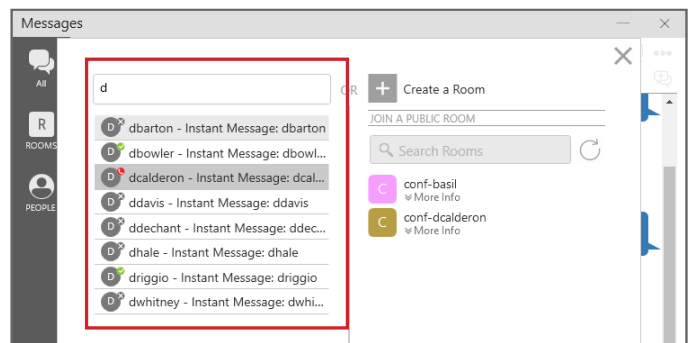 Messages
All
R
ROOMS
PEOPLE
d
D dbarton - Instant Message: dbarton
D dbowler - Instant Message: dbowl...
D dcalderon - Instant Message: dcal...
D ddavis - Instant Message: ddavis
D ddechant - Instant Message: ddec...
D dhale - Instant Message: dhale
D driggio - Instant Message: driggio
D dwhitney - Instant Message: dwhi...
OR
Create a Room
JOIN A PUBLIC ROOM
Search Rooms
C conf-basil
More Info
C conf-dcalderon
More Info